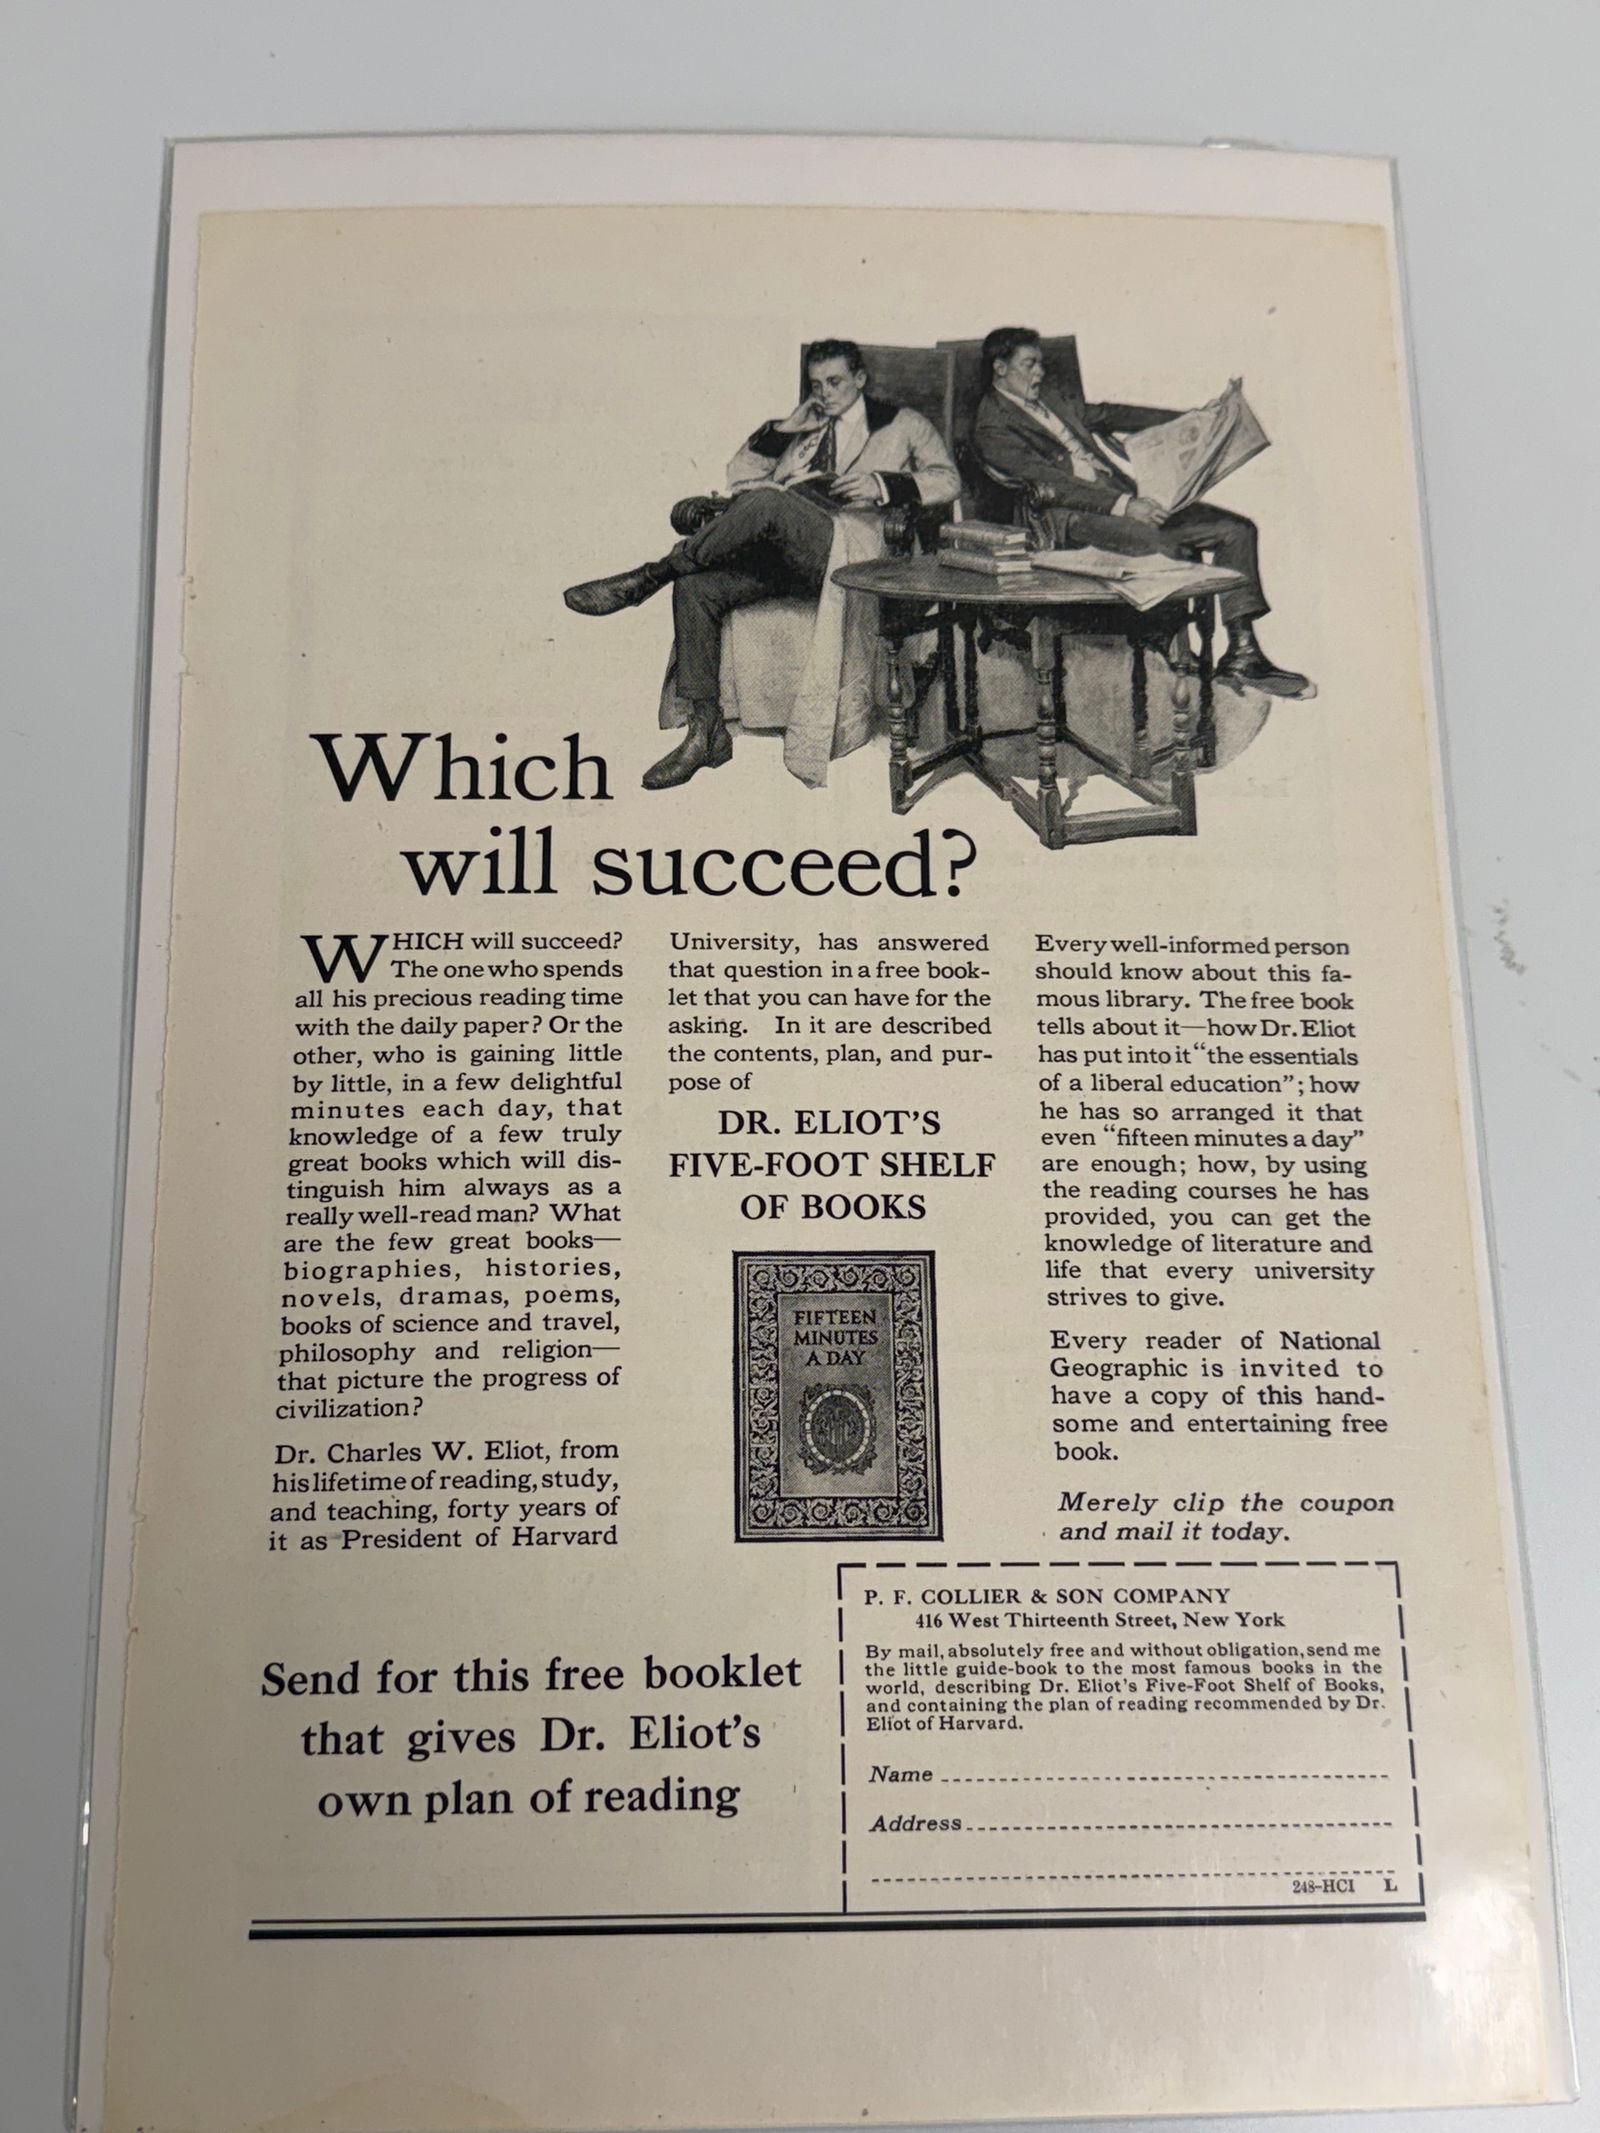 Which
will succeed?
WHICH will succeed?
The one who spends
all his precious reading time
with the daily paper? Or the
other, who is gaining little
by little, in a few delightful
minutes each day, that
knowledge of a few truly
great books which will dis-
tinguish him always as a
really well-read man? What
are the few great books—
biographies, histories,
novels, dramas, poems,
books of science and travel,
philosophy and religion—
that picture the progress of
civilization?
Dr. Charles W. Eliot, from
his lifetime of reading, study,
and teaching, forty years of
it as President of Harvard
University, has answered
that question in a free book-
let that you can have for the
asking. In it are described
the contents, plan, and pur-
pose of
DR. ELIOT'S
FIVE-FOOT SHELF
OF BOOKS
FIFTEEN
MINUTES
A DAY
Every well-informed person
should know about this fa-
mous library. The free book
tells about it—how Dr. Eliot
has put into it "the essentials
of a liberal education"; how
he has so arranged it that
even "fifteen minutes a day"
are enough; how, by using
the reading courses he has
provided, you can get the
knowledge of literature and
life that every university
strives to give.
Every reader of National
Geographic is invited to
have a copy of this hand-
some and entertaining free
book.
Merely clip the coupon
and mail it today.
Send for this free booklet
that gives Dr. Eliot's
own plan of reading
P. F. COLLIER & SON COMPANY
416 West Thirteenth Street, New York
By mail, absolutely free and without obligation, send me
the little guide-book to the most famous books in the
world, describing Dr. Eliot's Five-Foot Shelf of Books,
and containing the plan of reading recommended by Dr.
Eliot of Harvard.
Name
Address
248-HCI L